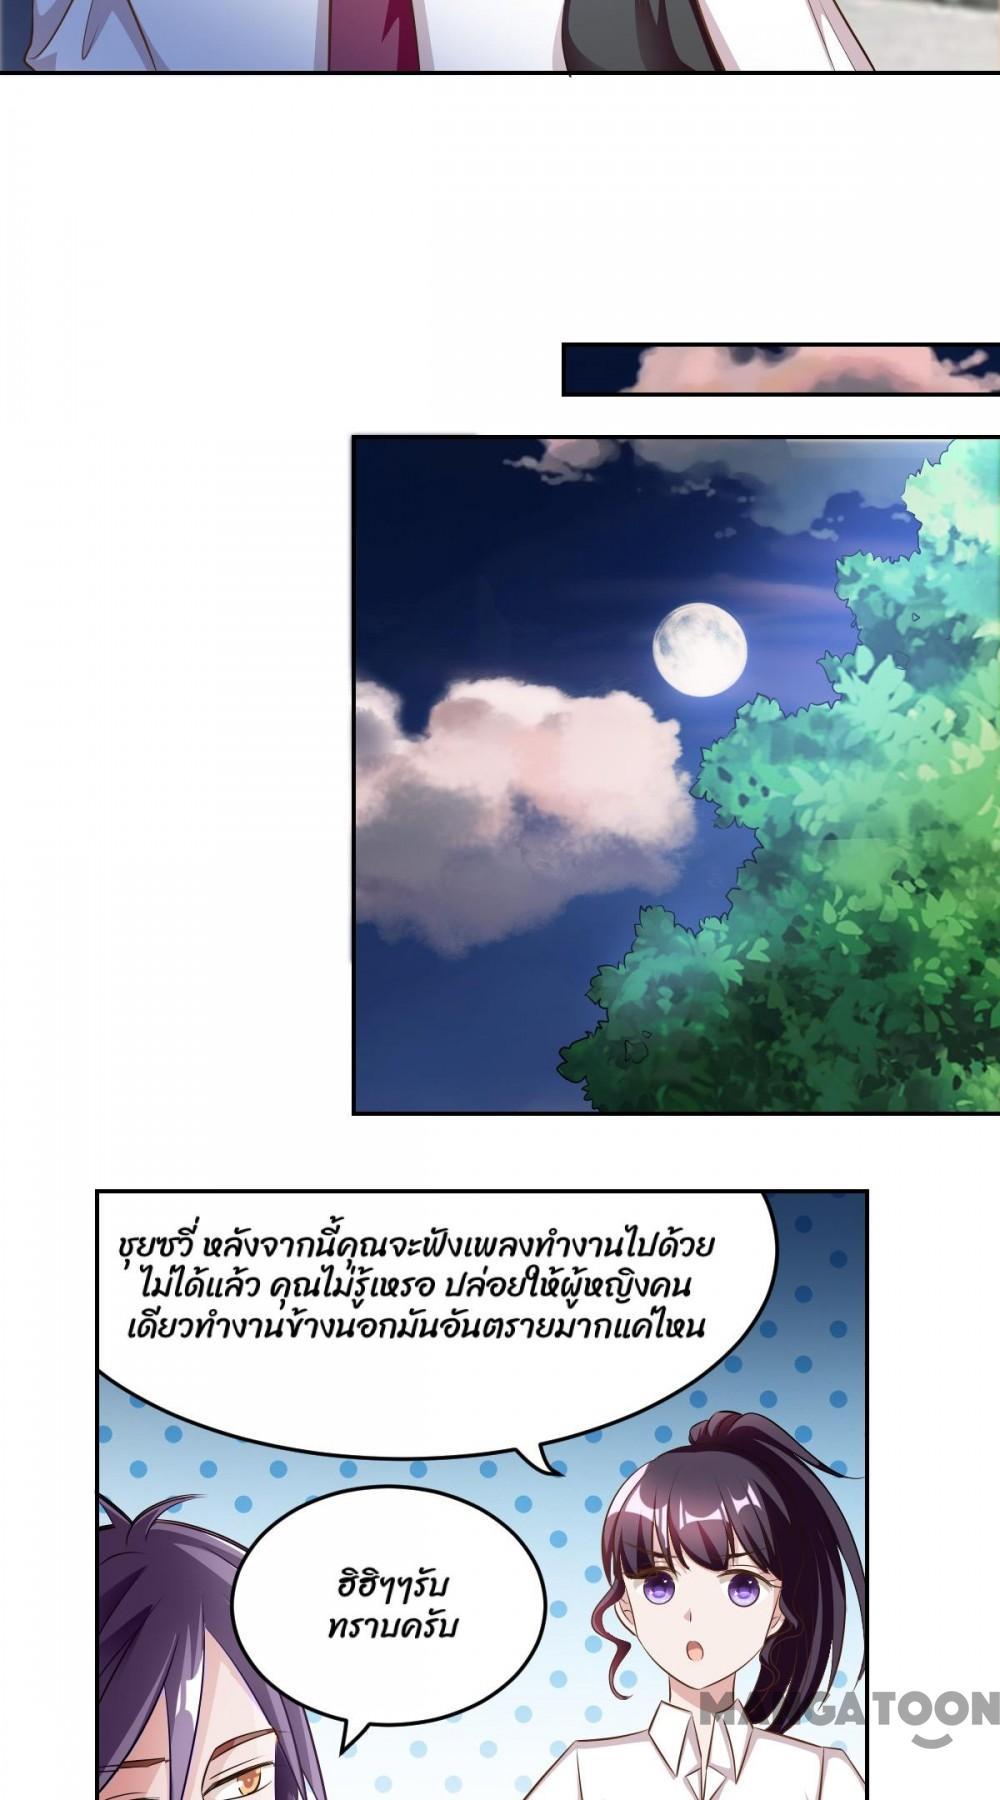 ชุยซวี่ หลังจากนี้คุณจะฟังเพลงทำงานไปด้วย
ไม่ได้แล้ว คุณไม่รู้เหรอ ปล่อยให้ผู้หญิงคน
เดียวทำงานข้างนอกมันอันตรายมากแค่ไหน
ฮิฮิๆๆรับ
ทราบครับ
MANGATOON